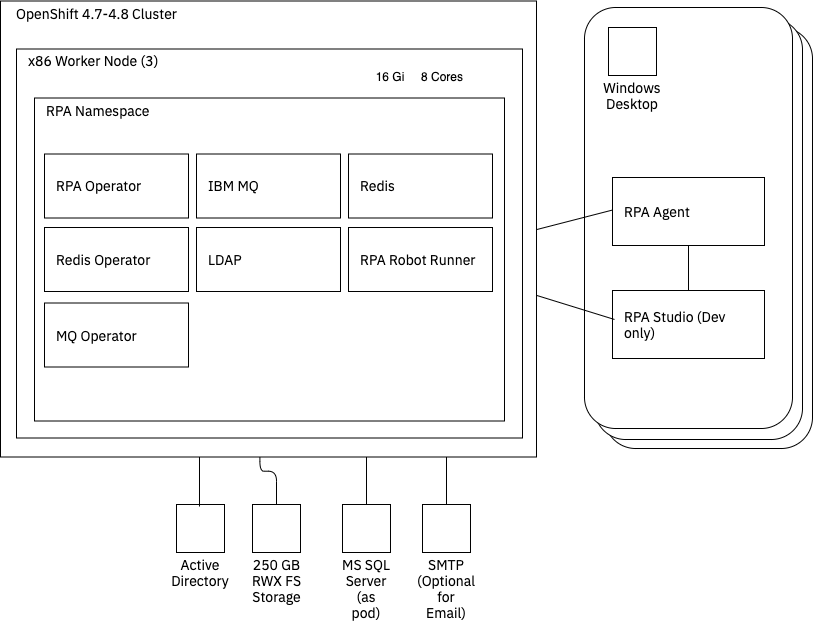 OpenShift 4.7-4.8 Cluster
x86 Worker Node (3)
16 Gi 8 Cores
RPA Namespace
RPA Operator
IBM MQ
Redis
Redis Operator
LDAP
RPA Robot Runner
MQ Operator
Windows
Desktop
RPA Agent
RPA Studio (Dev
only)
Active
Directory
250 GB
RWX FS
Storage
MS SQL
Server
(as
pod)
SMTP
(Optional
for
Email)